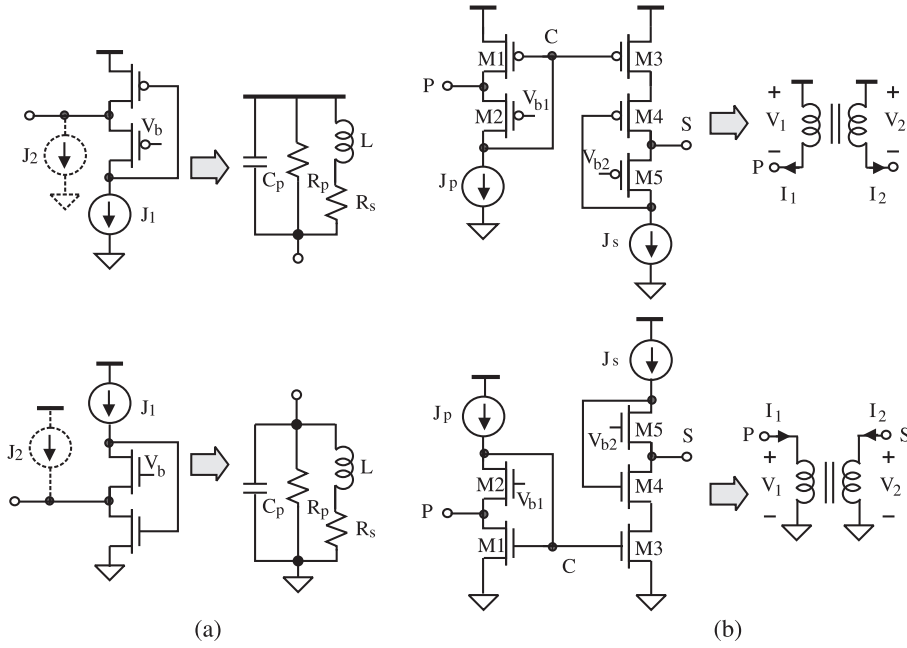 J2
Vb
J1
Cp
Rp
L
Rs
P
M1
M2
Vb1
Jp
C
M3
M4
S
Vb2
M5
Js
+
V1
−
P
I1
+
V2
−
I2
J1
J2
Vb
Cp
Rp
L
Rs
Jp
M2
Vb1
P
M1
C
Js
M5
Vb2
S
M4
M3
I1
P
+
V1
−
I2
S
+
V2
−
(a)
(b)